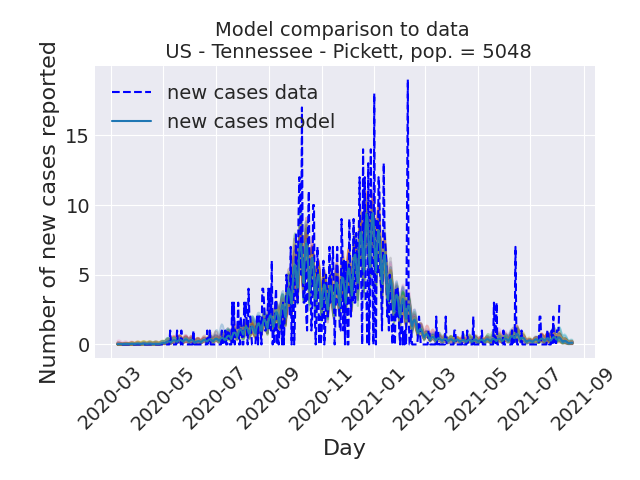 Model comparison to data
US - Tennessee - Pickett, pop. = 5048
new cases data
new cases model
Number of new cases reported
15
10
5
0
2020-03
2020-05
2020-07
2020-09
2020-11
2021-01
2021-03
2021-05
2021-07
2021-09
Day